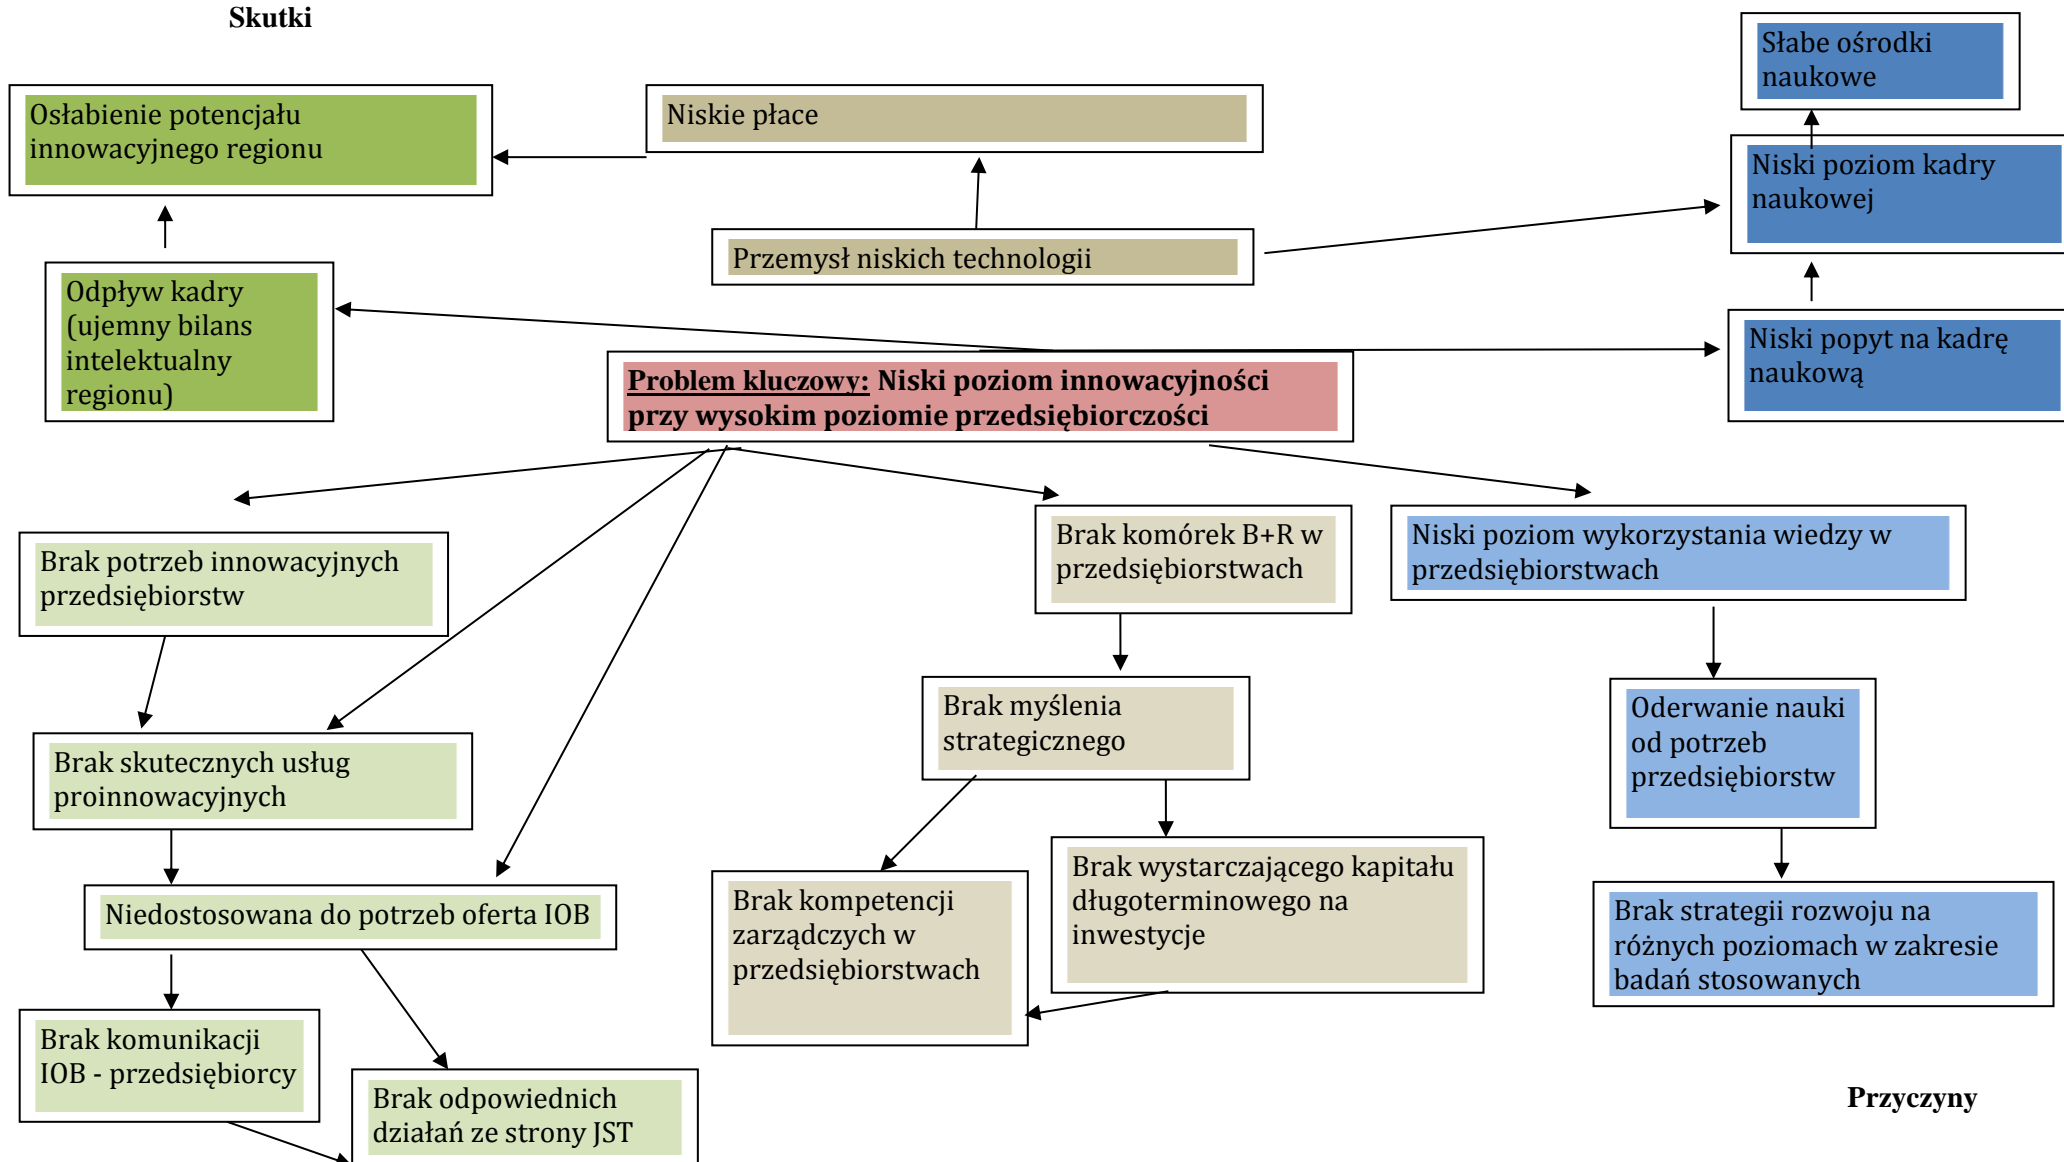 Skutki
Słabe ośrodki
naukowe
Osłabienie potencjału
innowacyjnego regionu
Niskie płace
Niski poziom kadry
naukowej
Przemysł niskich technologii
Odpływ kadry
(ujemny bilans
intelektualny
regionu)
Niski popyt na kadrę
naukową
Problem kluczowy: Niski poziom innowacyjności
przy wysokim poziomie przedsiębiorczości
Brak potrzeb innowacyjnych
przedsiębiorstw
Brak komórek B+R w
przedsiębiorstwach
Niski poziom wykorzystania wiedzy w
przedsiębiorstwach
Brak skutecznych usług
proinnowacyjnych
Brak myślenia
strategicznego
Oderwanie nauki
od potrzeb
przedsiębiorstw
Niedostosowana do potrzeb oferta IOB
Brak kompetencji
zarządczych w
przedsiębiorstwach
Brak wystarczającego kapitału
długoterminowego na
inwestycje
Brak strategii rozwoju na
różnych poziomach w zakresie
badań stosowanych
Brak komunikacji
IOB - przedsiębiorcy
Brak odpowiednich
działań ze strony JST
Przyczyny